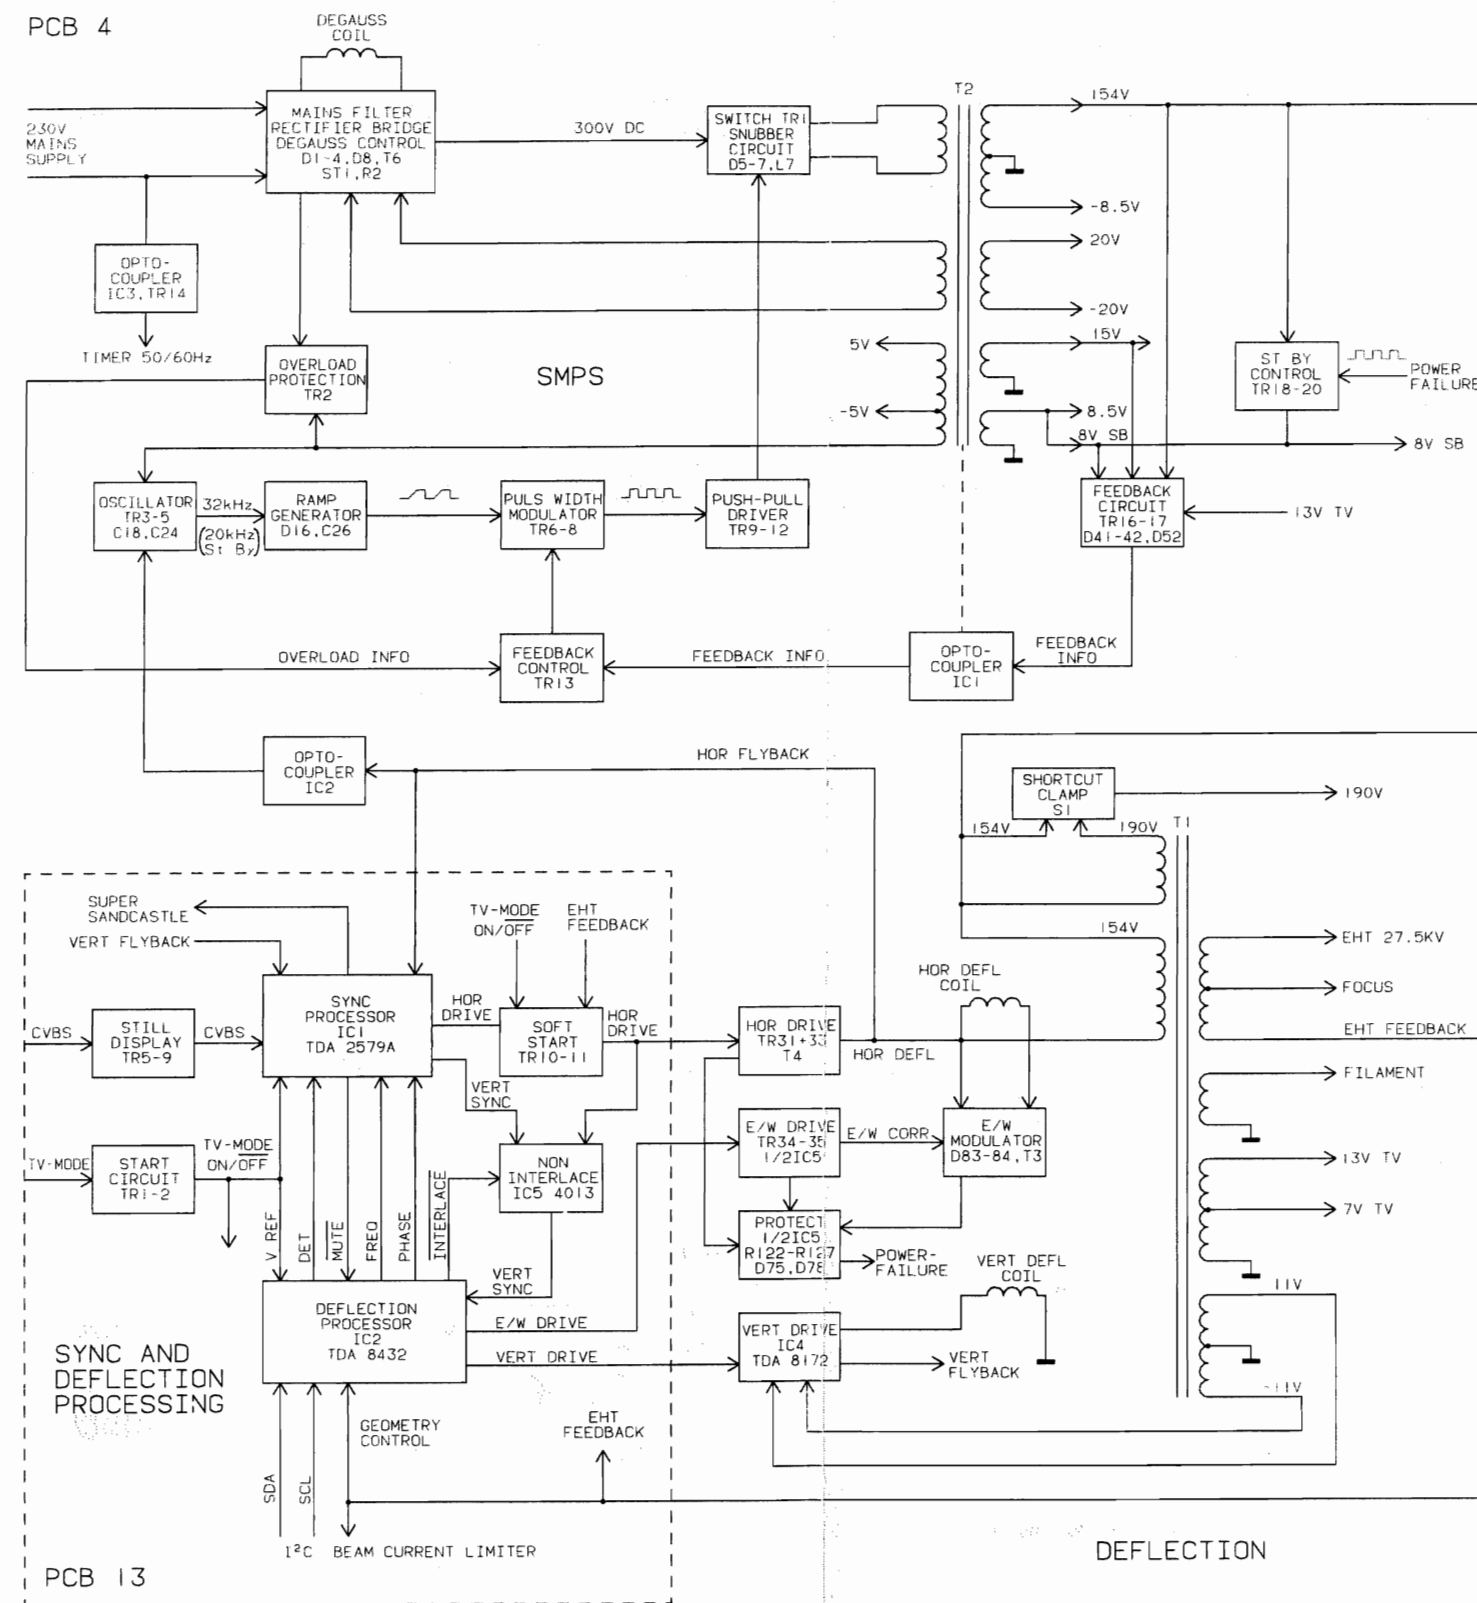 PCB 4
DEGAUSS
COIL
230V
MAINS
SUPPLY
MAINS FILTER
RECTIFIER BRIDGE
DEGAUSS CONTROL
D1-4,D8,T6
ST1,R2
300V DC
SWITCH TR1
SNUBBER
CIRCUIT
D5-7,L7
T2
154V
-8.5V
20V
-20V
15V
8.5V
8V SB
OPTO-
COUPLER
IC3,TR14
TIMER 50/60Hz
OVERLOAD
PROTECTION
TR2
SMPS
5V
-5V
ST BY
CONTROL
TR18-20
POWER
FAILURE
8V SB
OSCILLATOR
TR3-5
C18,C24
32kHz
(20kHz)
(St By)
RAMP
GENERATOR
D16,C26
PULS WIDTH
MODULATOR
TR6-8
PUSH-PULL
DRIVER
TR9-12
FEEDBACK
CIRCUIT
TR16-17
D41-42,D52
13V TV
OVERLOAD INFO
FEEDBACK
CONTROL
TR13
FEEDBACK INFO
OPTO-
COUPLER
IC1
FEEDBACK
INFO
OPTO-
COUPLER
IC2
HOR FLYBACK
SHORTCUT
CLAMP
S1
190V
154V
190V
T1
154V
SUPER
SANDCASTLE
VERT FLYBACK
TV-MODE
ON/OFF
EHT
FEEDBACK
CVBS
STILL
DISPLAY
TR5-9
CVBS
SYNC
PROCESSOR
IC1
TDA 2579A
HOR
DRIVE
SOFT
START
TR10-11
HOR
DRIVE
HOR DRIVE
TR31+33
T4
HOR DEFL
HOR DEFL
COIL
EHT 27.5KV
FOCUS
EHT FEEDBACK
FILAMENT
13V TV
7V TV
11V
-11V
VERT
SYNC
TV-MODE
START
CIRCUIT
TR1-2
TV-MODE
ON/OFF
V REF
DET
MUTE
FREQ
PHASE
INTERLACE
NON
INTERLACE
IC5 4013
E/W DRIVE
TR34-35
1/2IC5
E/W CORR
E/W
MODULATOR
D83-84,T3
PROTECT
1/2IC5
R122-R127
D75,D78
POWER-
FAILURE
VERT DEFL
COIL
VERT
SYNC
DEFLECTION
PROCESSOR
IC2
TDA 8432
E/W DRIVE
VERT DRIVE
VERT DRIVE
IC4
TDA 8172
VERT
FLYBACK
SYNC AND
DEFLECTION
PROCESSING
SDA
SCL
GEOMETRY
CONTROL
EHT
FEEDBACK
I²C
BEAM CURRENT LIMITER
PCB 13
DEFLECTION